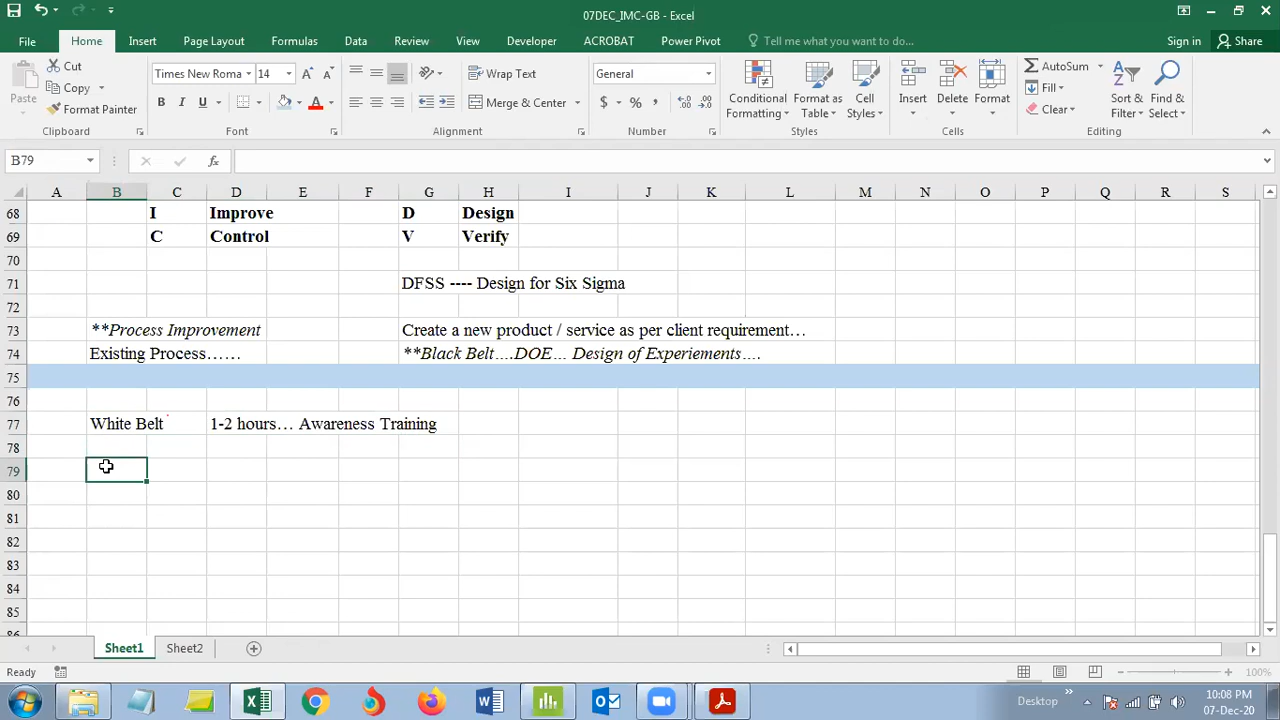 07DEC_IMC-GB - Excel
File Home Insert Page Layout Formulas Data Review View Developer ACROBAT Power Pivot Tell me what you want to do... Sign in Share
Paste Cut Copy Format Painter Clipboard
Times New Roma 14 B I U A Font
Wrap Text Merge & Center Alignment
General $ % , Number
Conditional Formatting Format as Table Cell Styles Styles
Insert Delete Format Cells
AutoSum Fill Clear Sort & Filter Find & Select Editing
B79 fx
A B C D E F G H I J K L M N O P Q R S
68 I Improve D Design
69 C Control V Verify
70
71 DFSS ---- Design for Six Sigma
72
73 **Process Improvement Create a new product / service as per client requirement…
74 Existing Process…… **Black Belt….DOE… Design of Experiements….
75
76
77 White Belt 1-2 hours… Awareness Training
78
79
80
81
82
83
84
85
86
Sheet1 Sheet2
Ready 100%
Desktop 10:08 PM
07-Dec-20